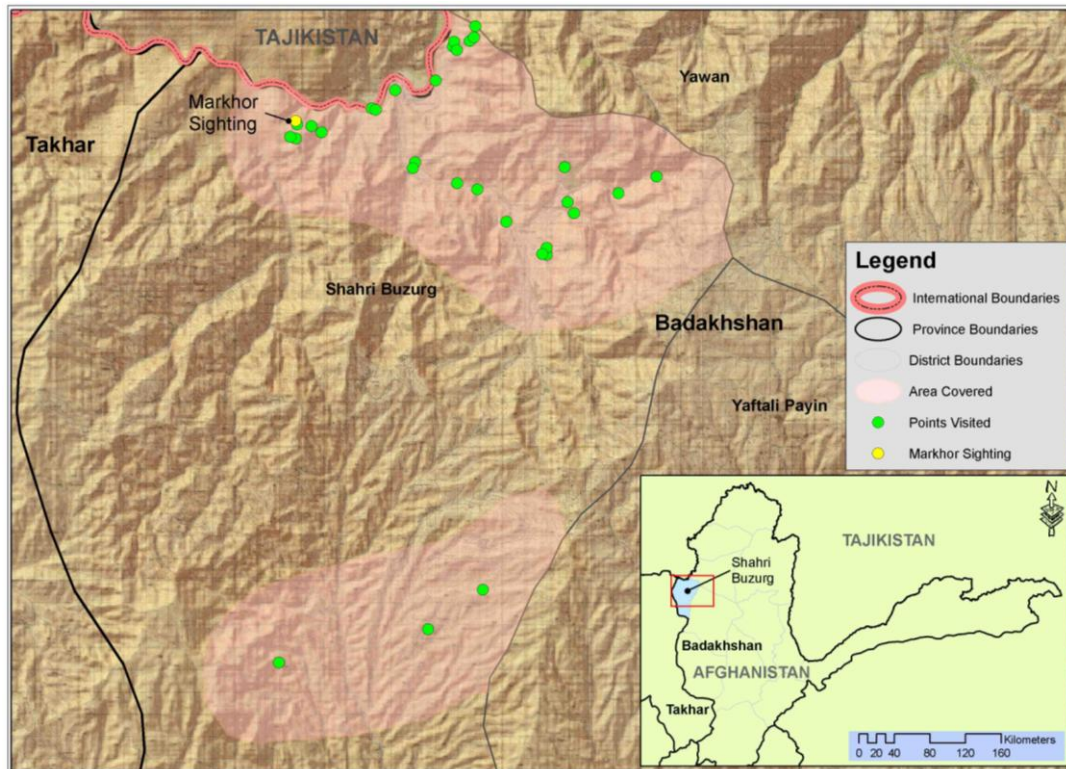 TAJIKISTAN
Yawan
Markhor
Sighting
Takhar
Shahri Buzurg
Badakhshan
Yaftali Payin
Legend
International Boundaries
Province Boundaries
District Boundaries
Area Covered
Points Visited
Markhor Sighting
N
TAJIKISTAN
Shahri
Buzurg
Badakhshan
AFGHANISTAN
Takhar
Kilometers
0 20 40 80 120 160